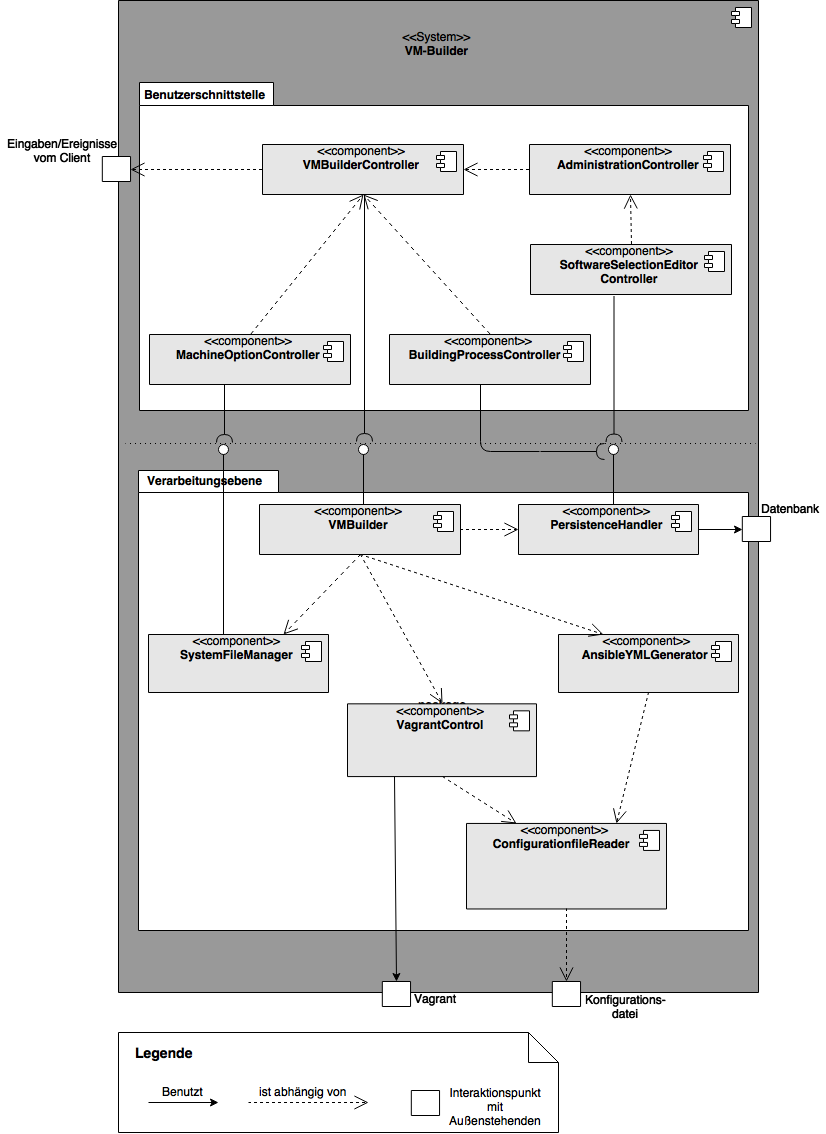 <<System>>
VM-Builder
Benutzerschnittstelle
Eingaben/Ereignisse
vom Client
<<component>>
VMBuilderController
<<component>>
AdministrationController
<<component>>
SoftwareSelectionEditor
Controller
<<component>>
MachineOptionController
<<component>>
BuildingProcessController
Verarbeitungsebene
<<component>>
VMBuilder
<<component>>
PersistenceHandler
Datenbank
<<component>>
SystemFileManager
<<component>>
AnsibleYMLGenerator
package
<<component>>
VagrantControl
<<component>>
ConfigurationfileReader
Vagrant
Konfigurations-
datei
Legende
Benutzt
ist abhängig von
Interaktionspunkt
mit
Außenstehenden